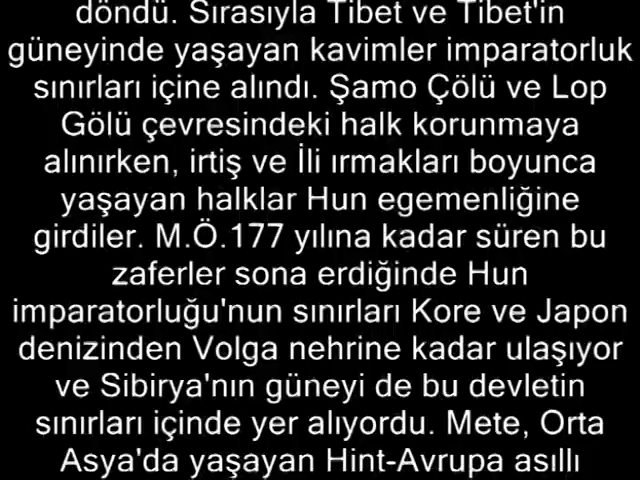 döndü. Sırasıyla Tibet ve Tibet'in
güneyinde yaşayan kavimler imparatorluk
sınırları içine alındı. Şamo Çölü ve Lop
Gölü çevresindeki halk korunmaya
alınırken, irtiş ve İli ırmakları boyunca
yaşayan halklar Hun egemenliğine
girdiler. M.Ö.177 yılına kadar süren bu
zaferler sona erdiğinde Hun
imparatorluğu'nun sınırları Kore ve Japon
denizinden Volga nehrine kadar ulaşıyor
ve Sibirya'nın güneyi de bu devletin
sınırları içinde yer alıyordu. Mete, Orta
Asya'da yaşayan Hint-Avrupa asıllı